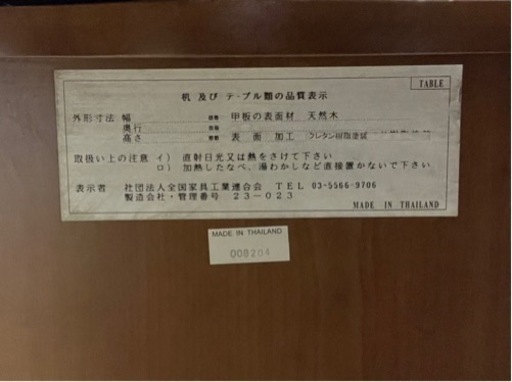 TABLE
机 及び テーブル類の品質表示
外形寸法 幅 甲板の表面材 天然木
奥行
高さ 表面 加工 ウレタン樹脂塗装
取扱い上の注意 イ) 直射日光又は熱をさけて下さい
ロ) 加熱したなべ、湯わかしなど直接置かないで下さい
表示者 社団法人全国家具工業連合会 TEL 03-5566-9706
製造会社・管理番号 23-023
MADE IN THAILAND
MADE IN THAILAND
008204